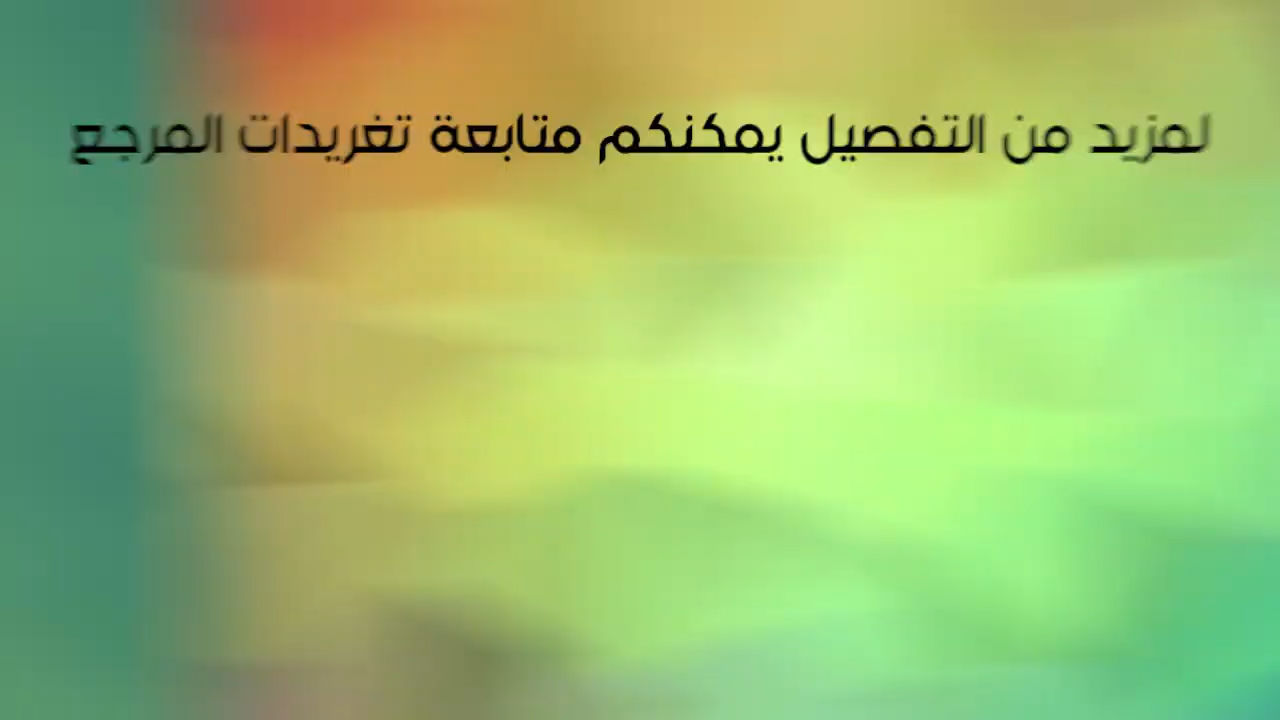 لمزيد من التفصيل يمكنكم متابعة تغريدات المرجع